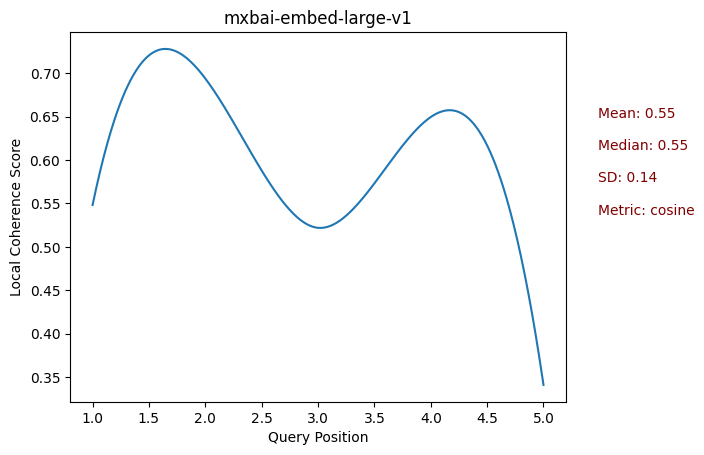 mxbai-embed-large-v1
Local Coherence Score
0.70
0.65
0.60
0.55
0.50
0.45
0.40
0.35
1.0
1.5
2.0
2.5
3.0
3.5
4.0
4.5
5.0
Query Position
Mean: 0.55
Median: 0.55
SD: 0.14
Metric: cosine